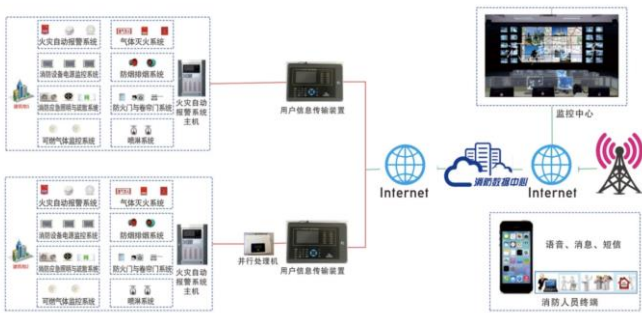 火灾自动报警系统
气体灭火系统
消防设备电源监控系统
防烟排烟系统
消防应急照明与疏散系统
防火门与卷帘门系统
可燃气体监控系统
喷淋系统
火灾自动
报警系统
主机
用户信息传输装置
监控中心
Internet
消防数据中心
Internet
火灾自动报警系统
气体灭火系统
消防设备电源监控系统
防烟排烟系统
消防应急照明与疏散系统
防火门与卷帘门系统
可燃气体监控系统
喷淋系统
火灾自动
报警系统
主机
并行处理机
用户信息传输装置
语音、消息、短信
消防人员终端